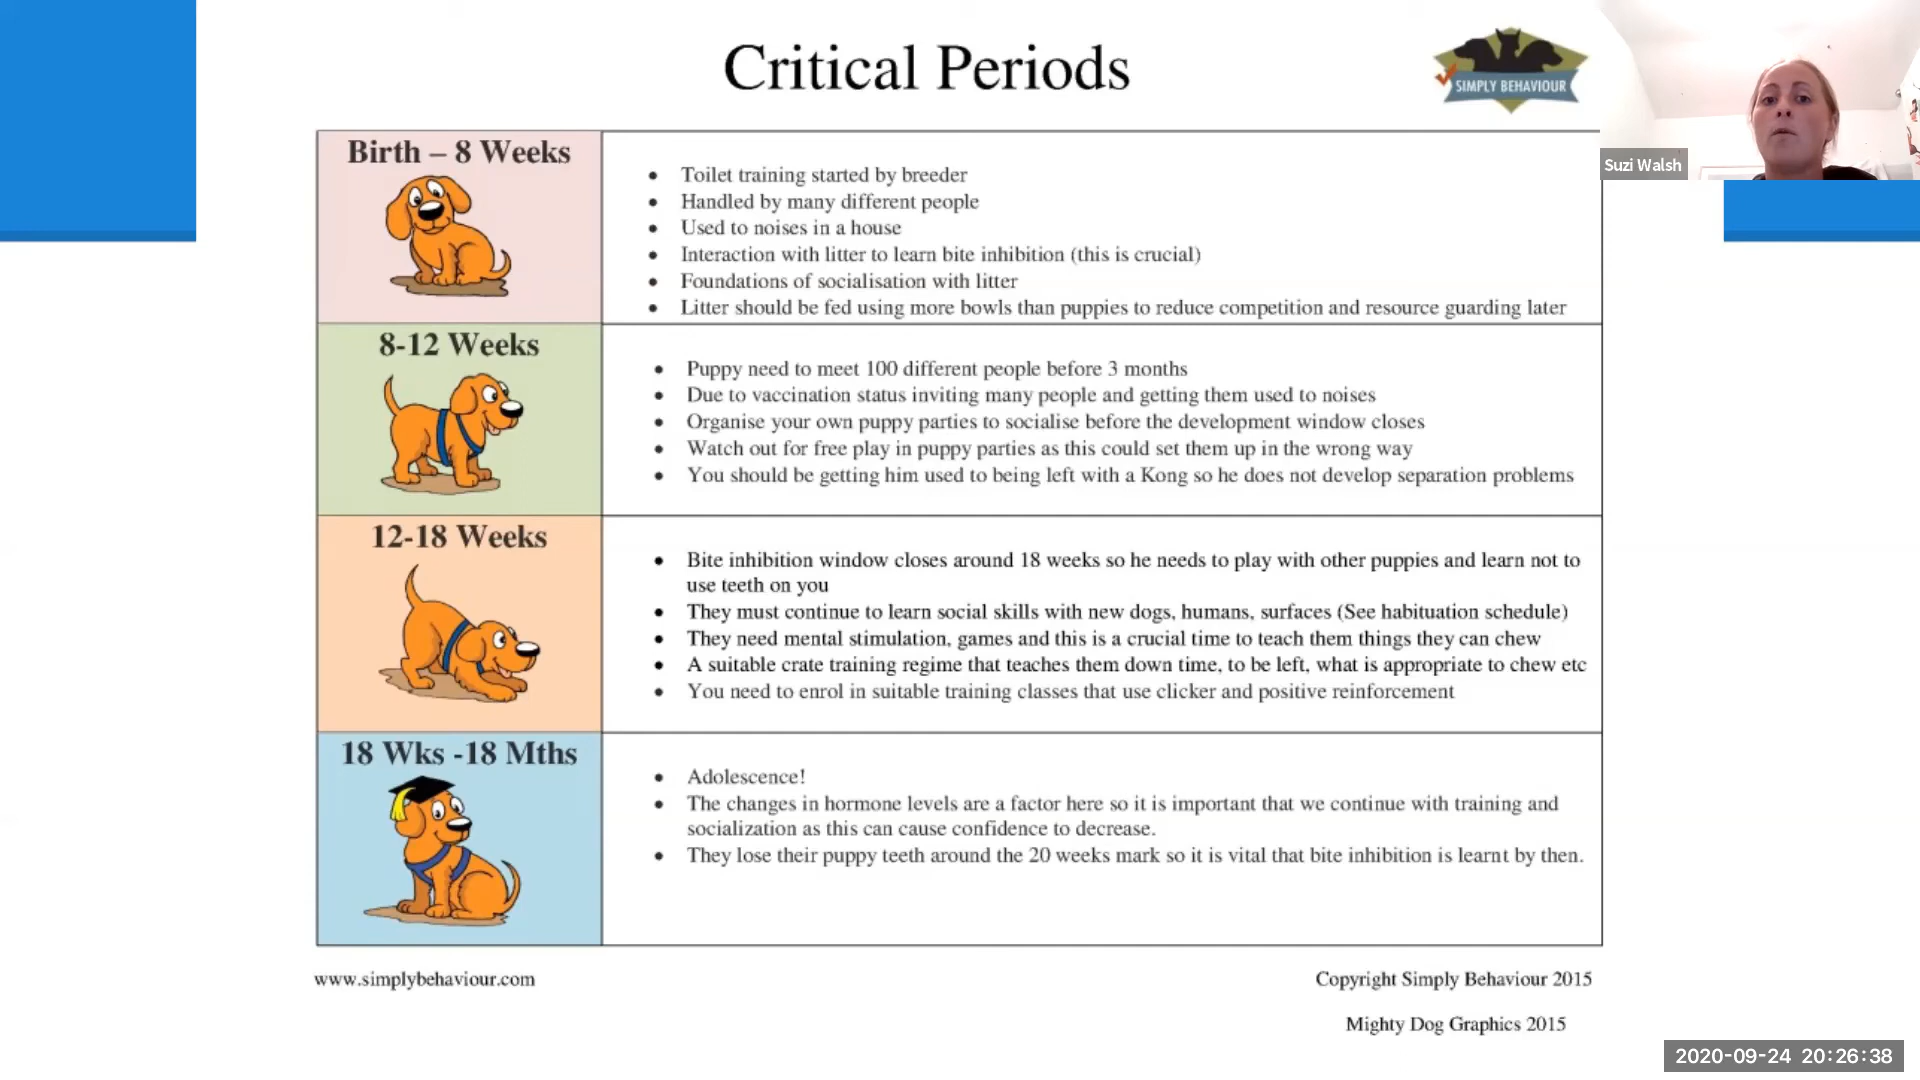 Critical Periods
SIMPLY BEHAVIOUR
Suzi Walsh
Birth – 8 Weeks
• Toilet training started by breeder
• Handled by many different people
• Used to noises in a house
• Interaction with litter to learn bite inhibition (this is crucial)
• Foundations of socialisation with litter
• Litter should be fed using more bowls than puppies to reduce competition and resource guarding later
8-12 Weeks
• Puppy need to meet 100 different people before 3 months
• Due to vaccination status inviting many people and getting them used to noises
• Organise your own puppy parties to socialise before the development window closes
• Watch out for free play in puppy parties as this could set them up in the wrong way
• You should be getting him used to being left with a Kong so he does not develop separation problems
12-18 Weeks
• Bite inhibition window closes around 18 weeks so he needs to play with other puppies and learn not to
use teeth on you
• They must continue to learn social skills with new dogs, humans, surfaces (See habituation schedule)
• They need mental stimulation, games and this is a crucial time to teach them things they can chew
• A suitable crate training regime that teaches them down time, to be left, what is appropriate to chew etc
• You need to enrol in suitable training classes that use clicker and positive reinforcement
18 Wks -18 Mths
• Adolescence!
• The changes in hormone levels are a factor here so it is important that we continue with training and
socialization as this can cause confidence to decrease.
• They lose their puppy teeth around the 20 weeks mark so it is vital that bite inhibition is learnt by then.
www.simplybehaviour.com
Copyright Simply Behaviour 2015
Mighty Dog Graphics 2015
2020-09-24 20:26:38